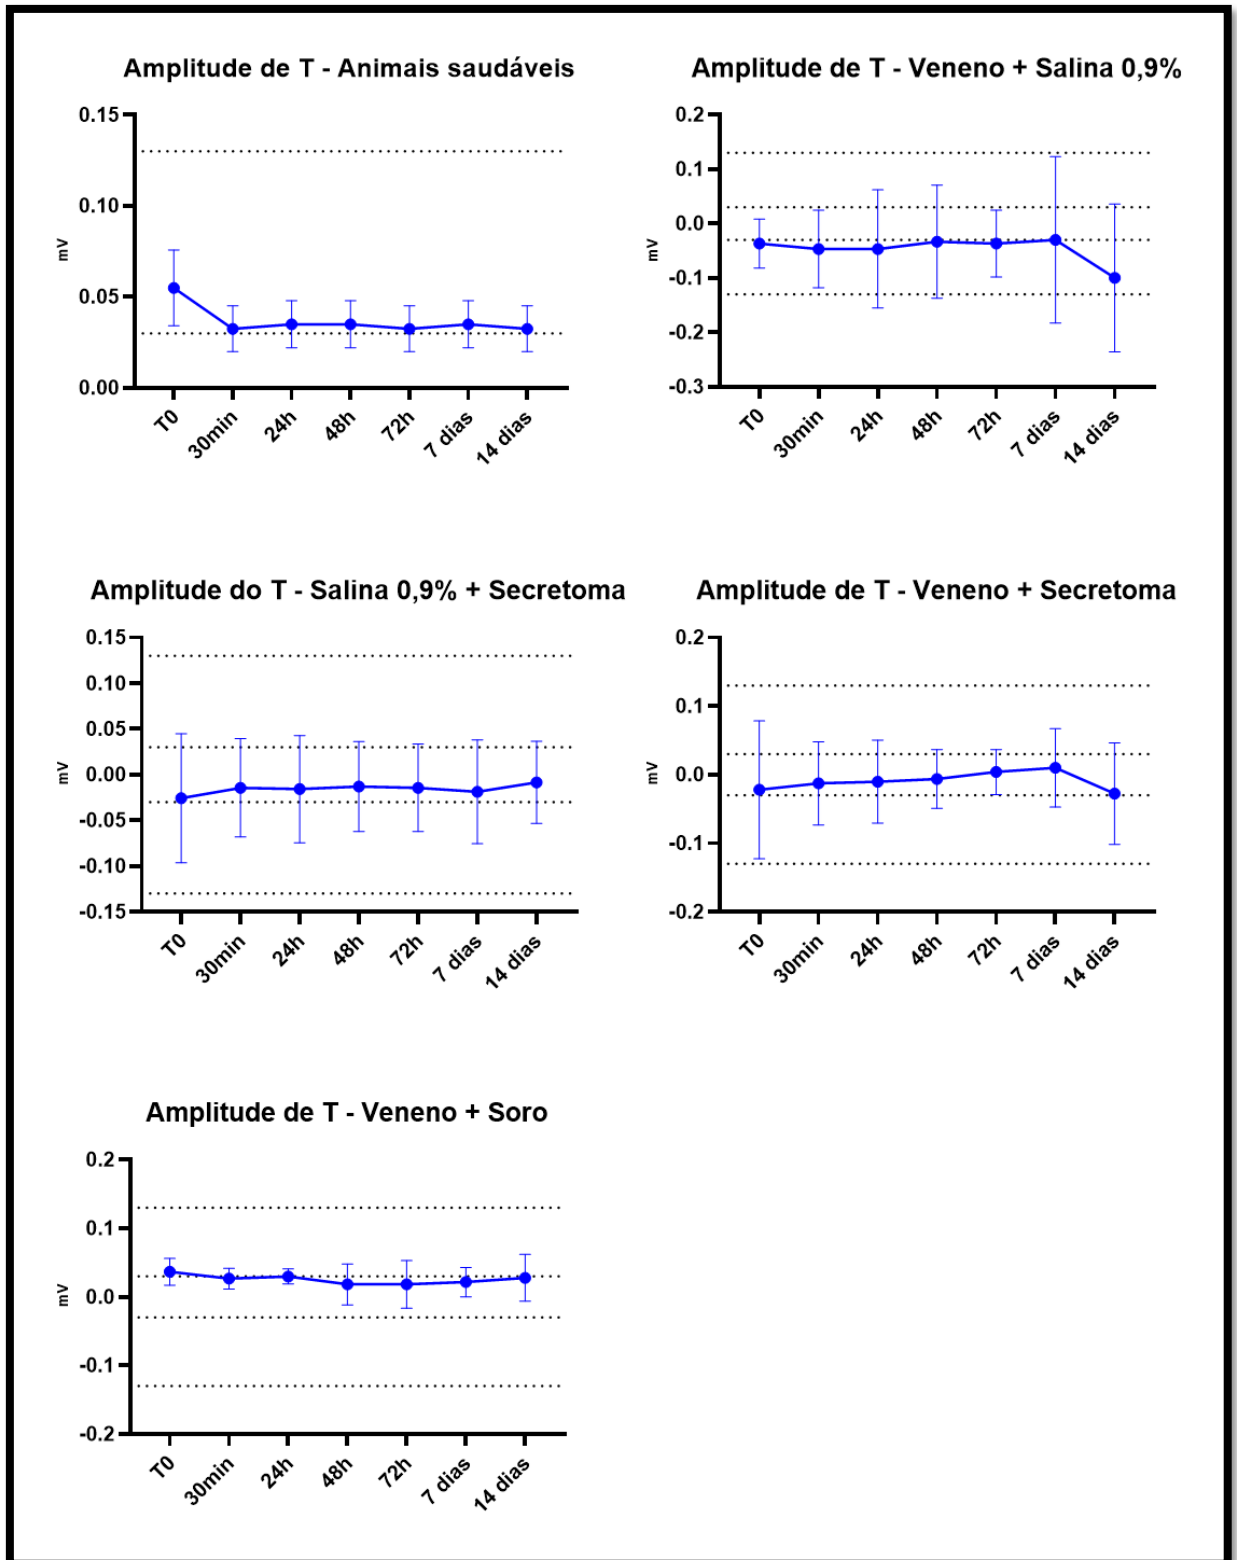 Amplitude de T - Animais saudáveis
0.15
0.10
0.05
0.00
mV
T0
30min
24h
48h
72h
7 dias
14 dias
Amplitude de T - Veneno + Salina 0,9%
0.2
0.1
0.0
-0.1
-0.2
-0.3
mV
T0
30min
24h
48h
72h
7 dias
14 dias
Amplitude do T - Salina 0,9% + Secretoma
0.15
0.10
0.05
0.00
-0.05
-0.10
-0.15
mV
T0
30min
24h
48h
72h
7 dias
14 dias
Amplitude de T - Veneno + Secretoma
0.2
0.1
0.0
-0.1
-0.2
mV
T0
30min
24h
48h
72h
7 dias
14 dias
Amplitude de T - Veneno + Soro
0.2
0.1
0.0
-0.1
-0.2
mV
T0
30min
24h
48h
72h
7 dias
14 dias